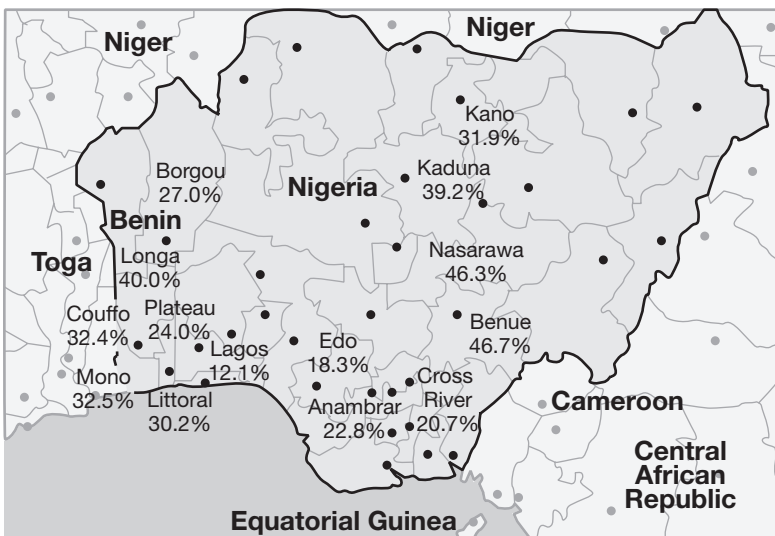 Niger
Niger
Kano
31.9%
Borgou
27.0%
Kaduna
39.2%
Nigeria
Benin
Toga
Longa
40.0%
Nasarawa
46.3%
Couffo
32.4%
Plateau
24.0%
Lagos
12.1%
Edo
18.3%
Benue
46.7%
Mono
32.5%
Littoral
30.2%
Anambrar
22.8%
Cross
River
20.7%
Cameroon
Central
African
Republic
Equatorial Guinea